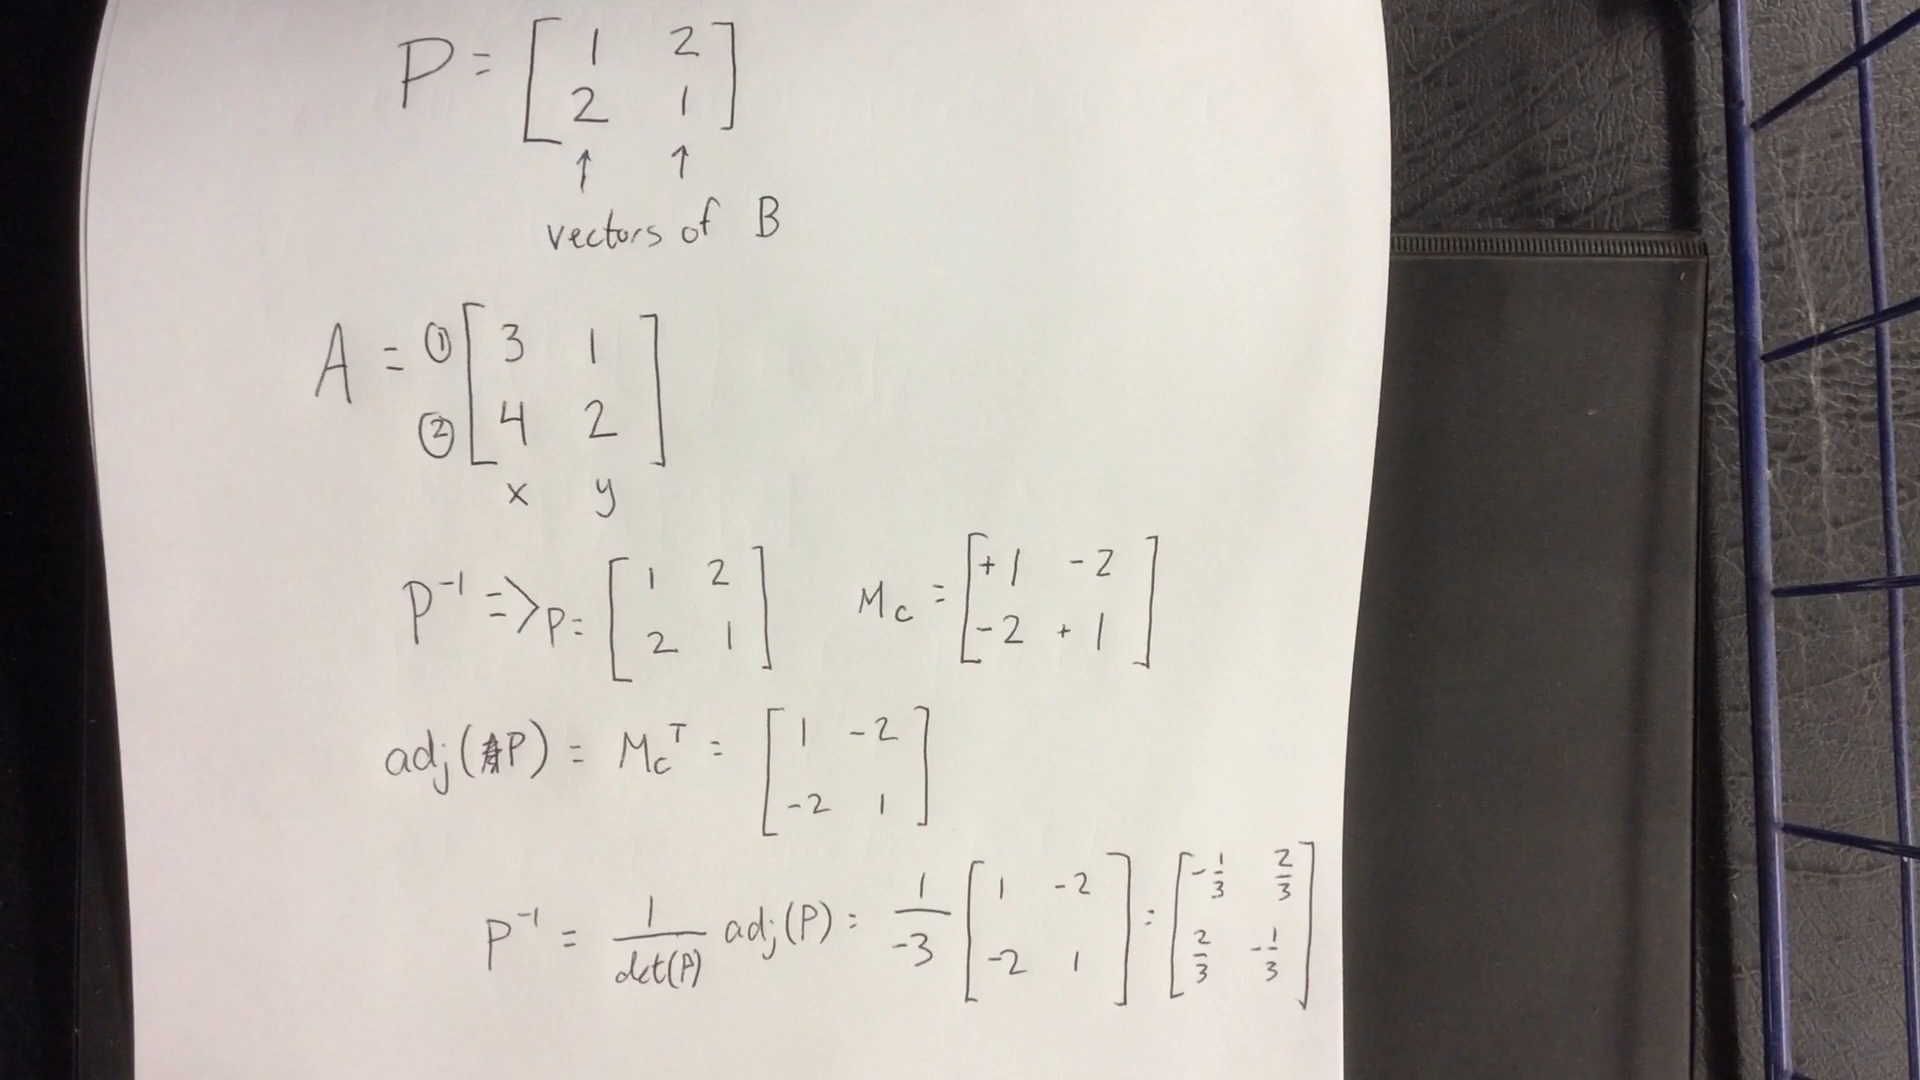 P = [ 1 2
2 1 ]
↑ ↑
vectors of B
A = ① [ 3 1
② 4 2 ]
x y
P⁻¹ => P = [ 1 2
2 1 ] Mc = [ +1 -2
-2 +1 ]
adj(P) = Mcᵀ = [ 1 -2
-2 1 ]
P⁻¹ = 1/det(P) adj(P) = 1/-3 [ 1 -2
-2 1 ] = [ -1/3 2/3
2/3 -1/3 ]